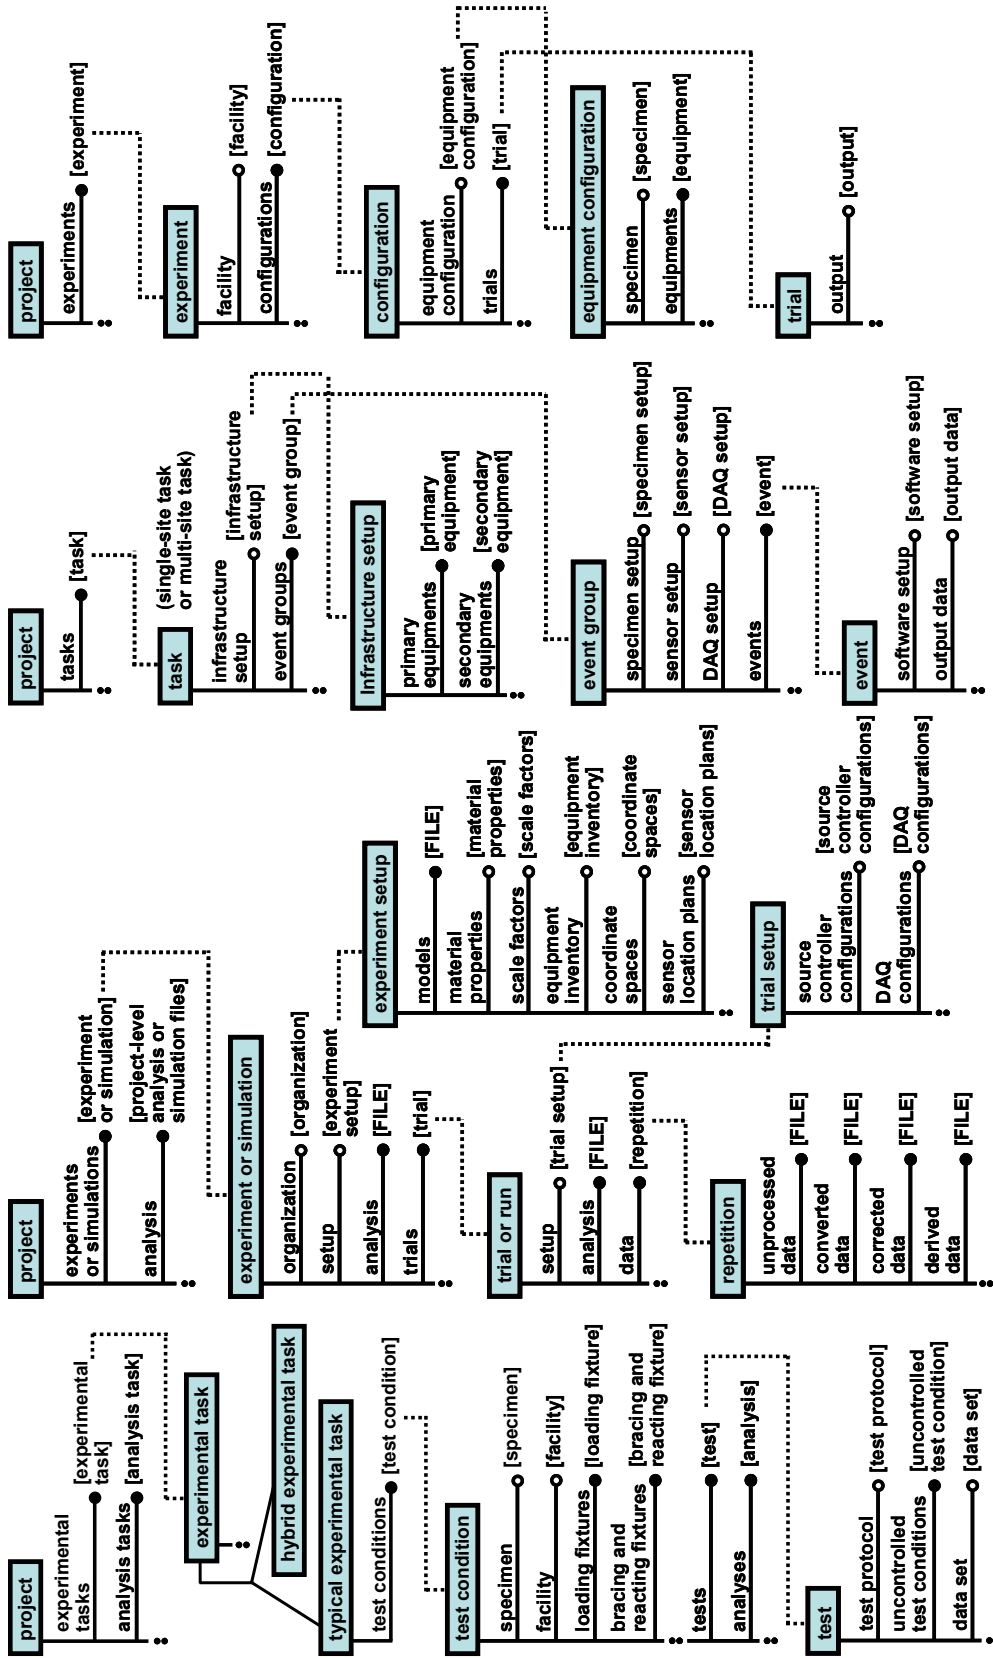 project
experimental
tasks
[experimental
task]
analysis tasks
[analysis task]
experimental task
hybrid experimental task
typical experimental task
test conditions
[test condition]
test condition
specimen
[specimen]
facility
[facility]
loading fixtures
[loading fixture]
bracing and
reacting fixtures
[bracing and
reacting fixture]
tests
[test]
analyses
[analysis]
test
test protocol
[test protocol]
uncontrolled
test conditions
[uncontrolled
test condition]
data set
[data set]
project
experiments
or simulations
[experiment
or simulation]
analysis
[project-level
analysis or
simulation files]
experiment or simulation
organization
[organization]
setup
[experiment
setup]
analysis
[FILE]
trials
[trial]
trial or run
setup
[trial setup]
analysis
[FILE]
data
[repetition]
repetition
unprocessed
data
[FILE]
converted
data
[FILE]
corrected
data
[FILE]
derived
data
[FILE]
experiment setup
models
[FILE]
material
properties
[material
properties]
scale factors
[scale factors]
equipment
inventory
[equipment
inventory]
coordinate
spaces
[coordinate
spaces]
sensor
location plans
[sensor
location plans]
trial setup
source
controller
configurations
[source
controller
configurations]
DAQ
configurations
[DAQ
configurations]
project
tasks
[task]
task
(single-site task
or multi-site task)
infrastructure
setup
[infrastructure
setup]
event groups
[event group]
Infrastructure setup
primary
equipments
[primary
equipment]
secondary
equipments
[secondary
equipment]
event group
specimen setup
[specimen setup]
sensor setup
[sensor setup]
DAQ setup
[DAQ setup]
events
[event]
event
software setup
[software setup]
output data
[output data]
project
experiments
[experiment]
experiment
facility
[facility]
configurations
[configuration]
configuration
equipment
configuration
[equipment
configuration]
trials
[trial]
equipment configuration
specimen
[specimen]
equipments
[equipment]
trial
output
[output]